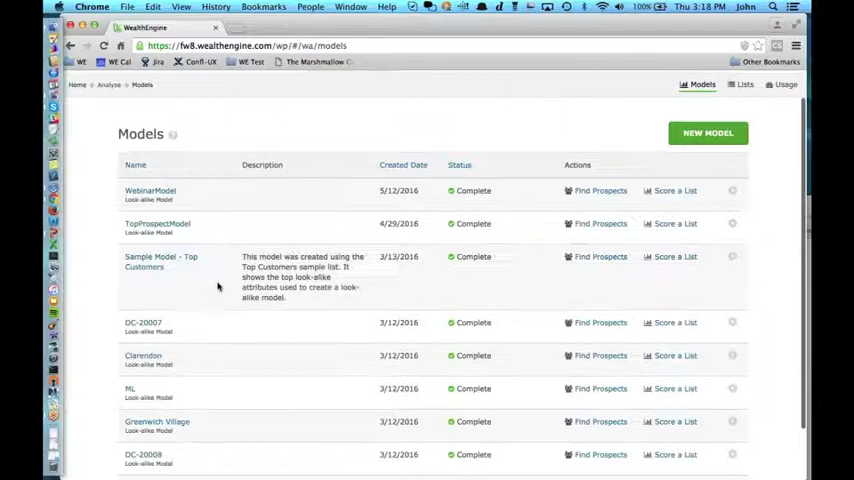 Chrome File Edit View History Bookmarks People Window Help 100% Thu 3:18 PM John
WealthEngine
https://fw8.wealthengine.com/wp/#/wa/models
WE WE Cal Jira Confl-UX WE Test The Marshmallow Co Other Bookmarks
Home Analyze Models Models Lists Usage
Models NEW MODEL
Name Description Created Date Status Actions
WebinarModel 5/12/2016 Complete Find Prospects Score a List
Look-alike Model
TopProspectModel 4/29/2016 Complete Find Prospects Score a List
Look-alike Model
Sample Model - Top This model was created using the 3/13/2016 Complete Find Prospects Score a List
Customers Top Customers sample list. It
shows the top look-alike
attributes used to create a look-
alike model.
DC-20007 3/12/2016 Complete Find Prospects Score a List
Look-alike Model
Clarendon 3/12/2016 Complete Find Prospects Score a List
Look-alike Model
ML 3/12/2016 Complete Find Prospects Score a List
Look-alike Model
Greenwich Village 3/12/2016 Complete Find Prospects Score a List
Look-alike Model
DC-20008 3/12/2016 Complete Find Prospects Score a List
Look-alike Model